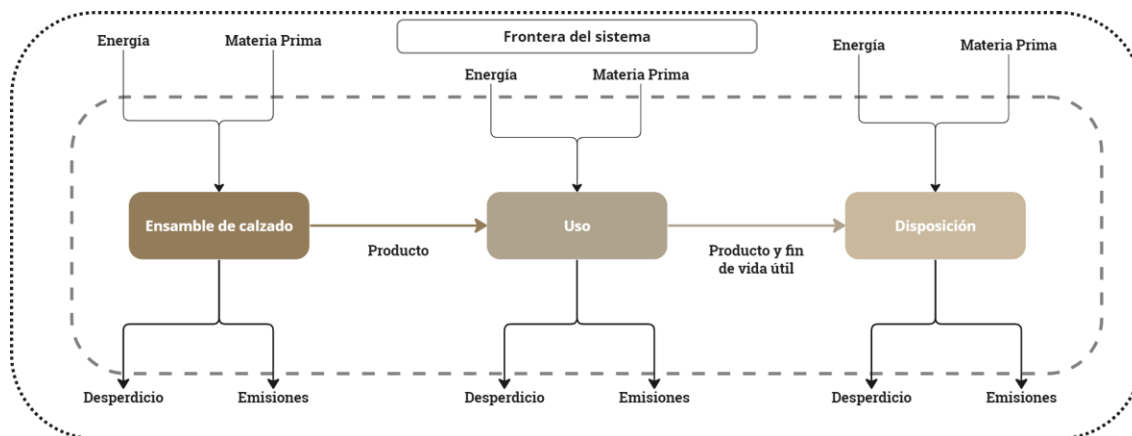 Frontera del sistema
Energía
Materia Prima
Energía
Materia Prima
Energía
Materia Prima
Ensamble de calzado
Producto
Uso
Producto y fin
de vida útil
Disposición
Desperdicio
Emisiones
Desperdicio
Emisiones
Desperdicio
Emisiones